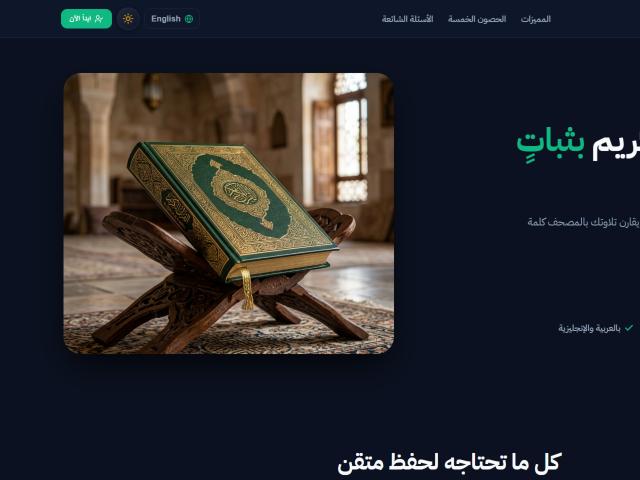 المميزات الحصون الخمسة الأسئلة الشائعة English ابدأ الآن
بثباتٍ
يقارن تلاوتك بالمصحف كلمة
بالعربية والإنجليزية
كل ما تحتاجه لحفظ متقن